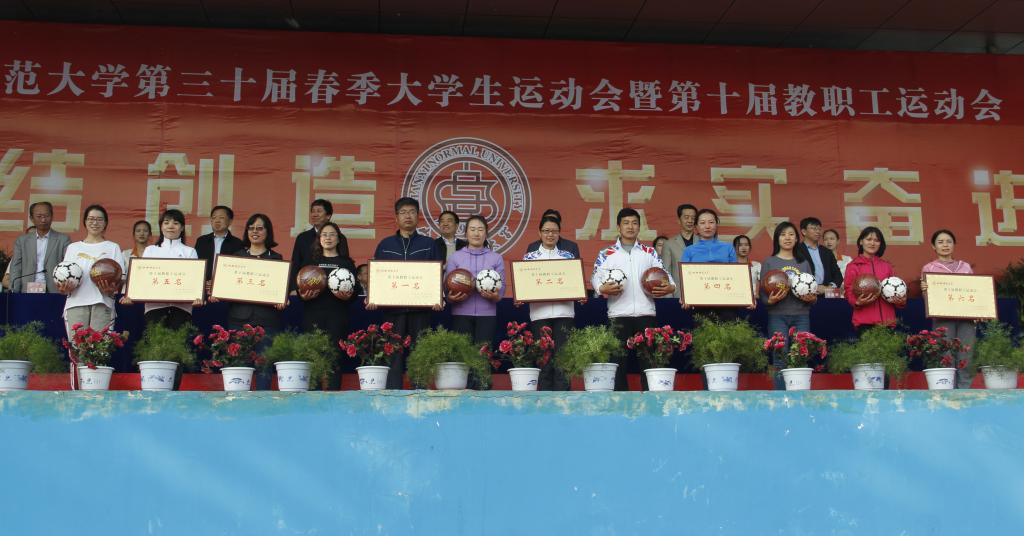 范大学第三十届春季大学生运动会暨第十届教职工运动会
结创造 求实奋进
NORMAL UNIVERSITY
第五名
第三名
第一名
第二名
第四名
第六名